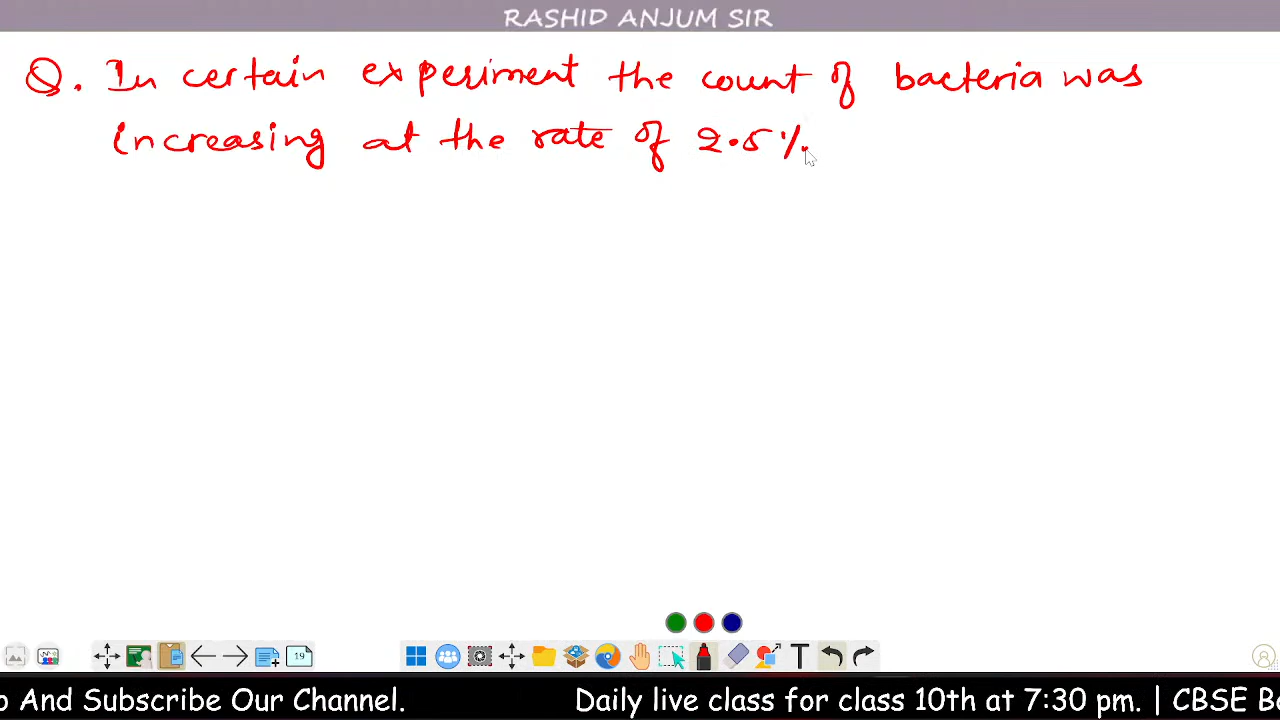 RASHID ANJUM SIR
Q. In certain experiment the count of bacteria was
increasing at the rate of 2.5%
19
T
And Subscribe Our Channel. Daily live class for class 10th at 7:30 pm. | CBSE